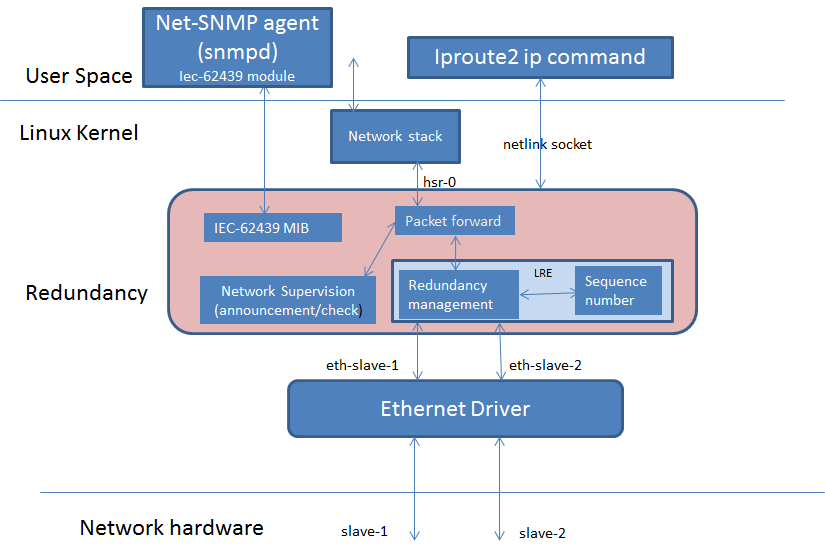 Net-SNMP agent
(snmpd)
Iec-62439 module
Iproute2 ip command
User Space
Linux Kernel
Network stack
netlink socket
hsr-0
IEC-62439 MIB
Packet forward
Redundancy
Network Supervision
(announcement/check)
Redundancy
management
LRE
Sequence
number
eth-slave-1
eth-slave-2
Ethernet Driver
Network hardware
slave-1
slave-2